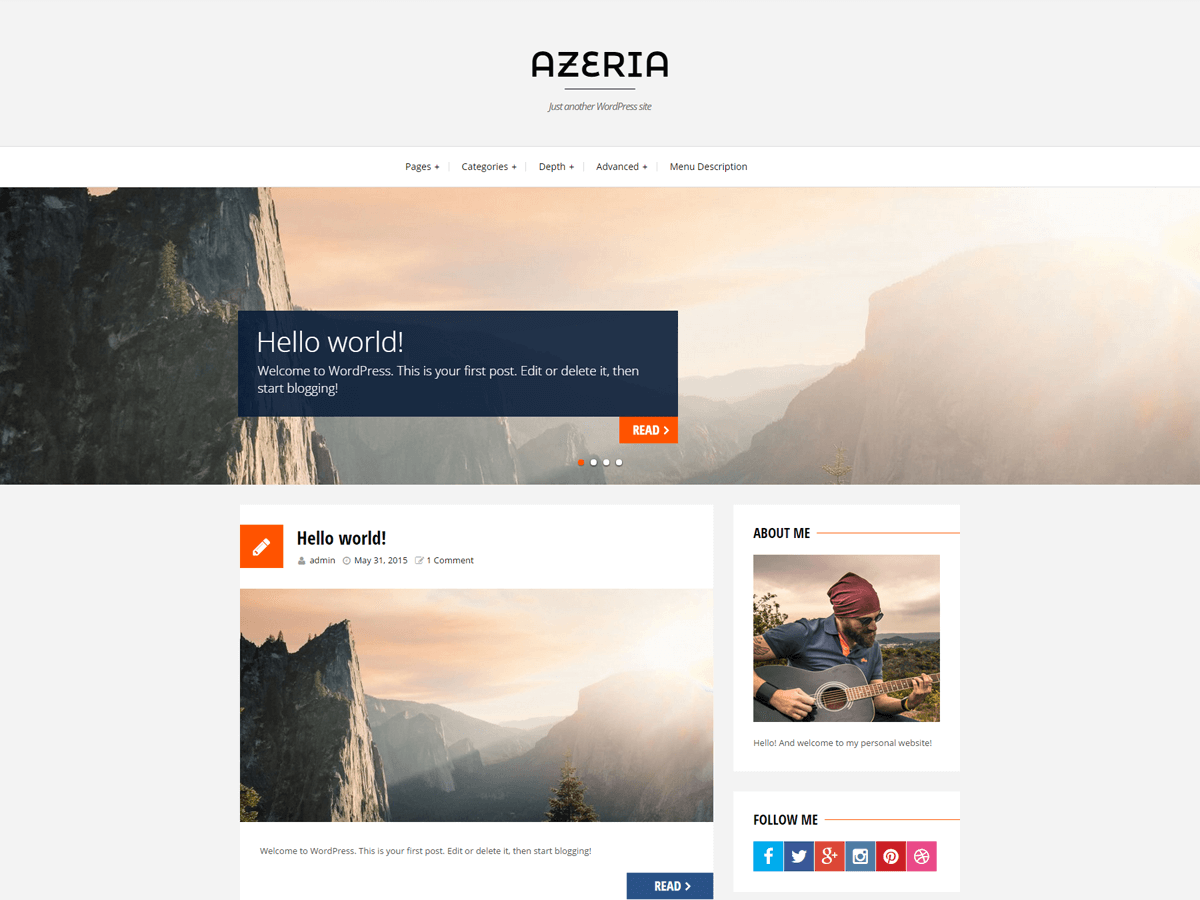 AZERIA
Just another WordPress site
Pages +
Categories +
Depth +
Advanced +
Menu Description
Hello world!
Welcome to WordPress. This is your first post. Edit or delete it, then
start blogging!
READ
Hello world!
admin
May 31, 2015
1 Comment
Welcome to WordPress. This is your first post. Edit or delete it, then start blogging!
READ
ABOUT ME
Hello! And welcome to my personal website!
FOLLOW ME